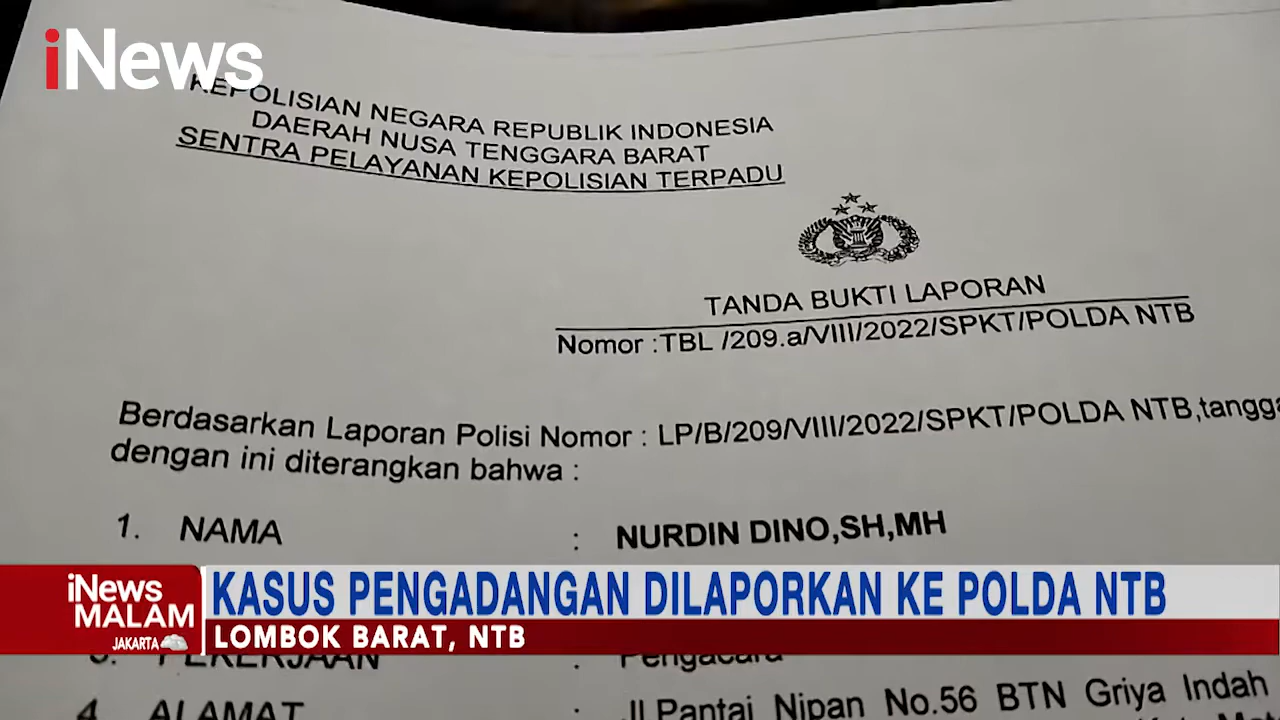 iNews
KEPOLISIAN NEGARA REPUBLIK INDONESIA
DAERAH NUSA TENGGARA BARAT
SENTRA PELAYANAN KEPOLISIAN TERPADU
TANDA BUKTI LAPORAN
Nomor :TBL /209.a/VIII/2022/SPKT/POLDA NTB
Berdasarkan Laporan Polisi Nomor : LP/B/209/VIII/2022/SPKT/POLDA NTB,tangga
dengan ini diterangkan bahwa :
1. NAMA : NURDIN DINO,SH,MH
iNews
MALAM
JAKARTA
KASUS PENGADANGAN DILAPORKAN KE POLDA NTB
LOMBOK BARAT, NTB
3. PEKERJAAN : Pengacara
4. ALAMAT : Jl.Pantai Nipan No.56 BTN Griya Indah